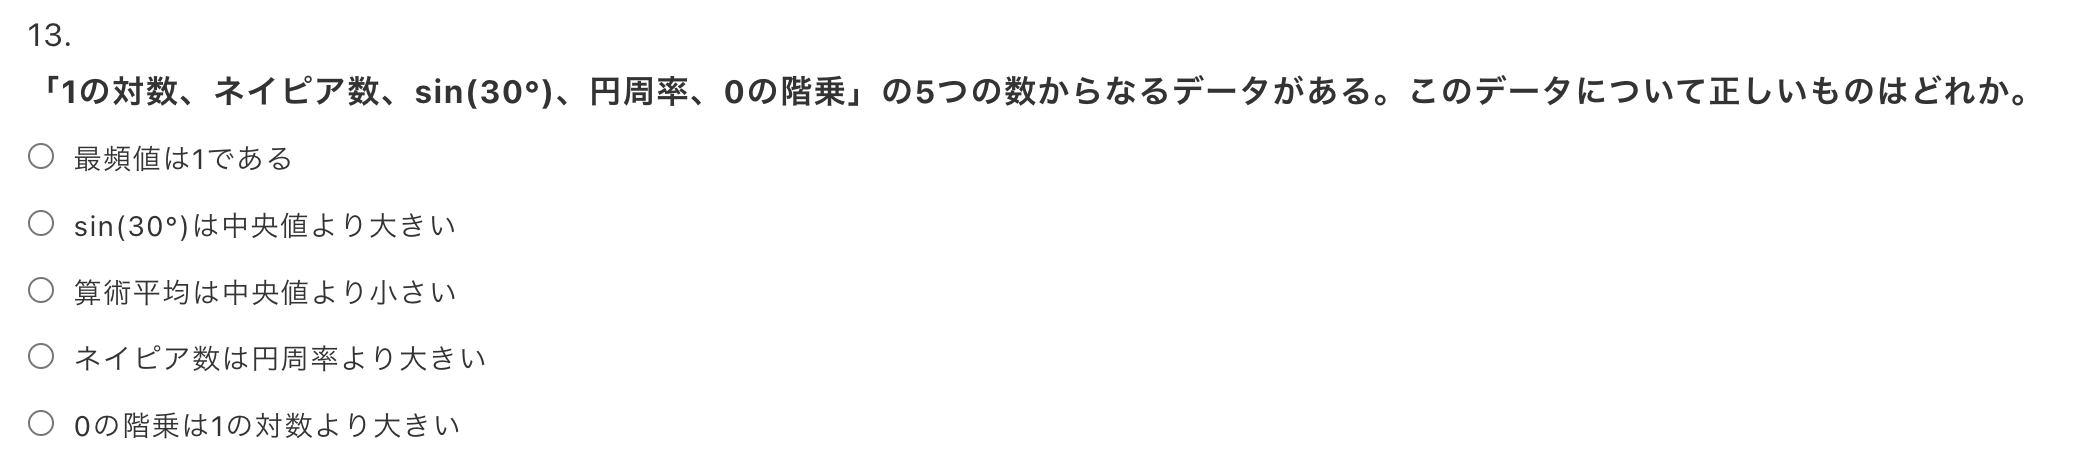 13.
「1の対数、ネイピア数、sin(30°)、円周率、0の階乗」の5つの数からなるデータがある。このデータについて正しいものはどれか。
最頻値は1である
sin(30°)は中央値より大きい
算術平均は中央値より小さい
ネイピア数は円周率より大きい
0の階乗は1の対数より大きい